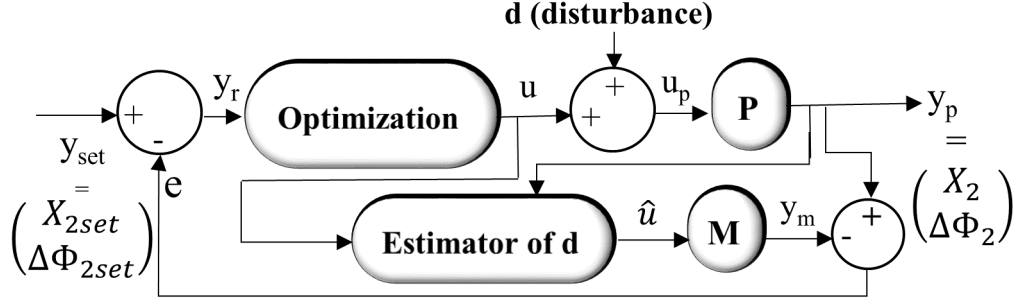 d (disturbance)
+
-
y_r
Optimization
u
+
+
u_p
P
y_p
=
(X_2
ΔΦ_2)
y_set
=
(X_2set
ΔΦ_2set)
e
Estimator of d
û
M
y_m
-
+